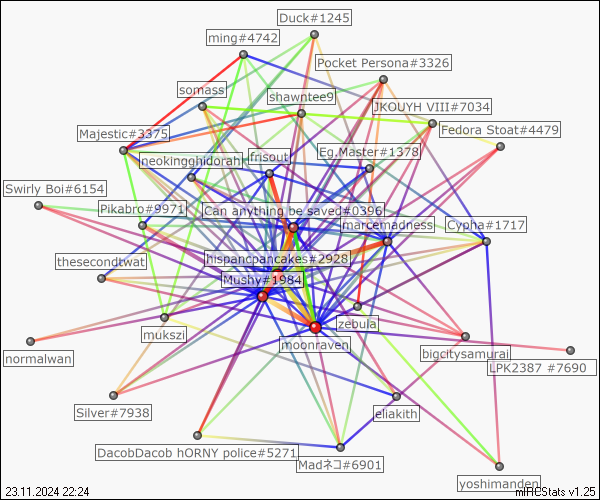 Duck#1245
ming#4742
Pocket Persona#3326
somass
shawntee9
JKOUYH VIII#7034
Majestic#3375
Fedora Stoat#4479
neokingghidorah
frisout
Eg.Master#1378
Swirly Boi#6154
Pikabro#9971
Can anything be saved#0396
marcemadness
Cypha#1717
thesecondtwat
hispancpancakes#2928
Mushy#1984
mukszi
zebula
moonraven
normalwan
bigcitysamurai
LPK2387 #7690
Silver#7938
eliakith
DacobDacob hORNY police#5271
Madネコ#6901
yoshimanden
23.11.2024 22:24
mIRCStats v1.25